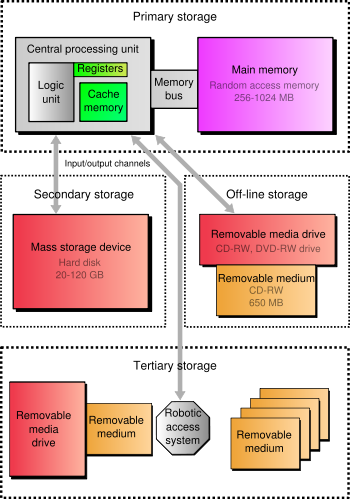 Primary storage
Central processing unit
Registers
Logic
unit
Cache
memory
Memory
bus
Main memory
Random access memory
256-1024 MB
Input/output channels
Secondary storage
Mass storage device
Hard disk
20-120 GB
Off-line storage
Removable media drive
CD-RW, DVD-RW drive
Removable medium
CD-RW
650 MB
Tertiary storage
Removable
media
drive
Removable
medium
Robotic
access
system
Removable
medium